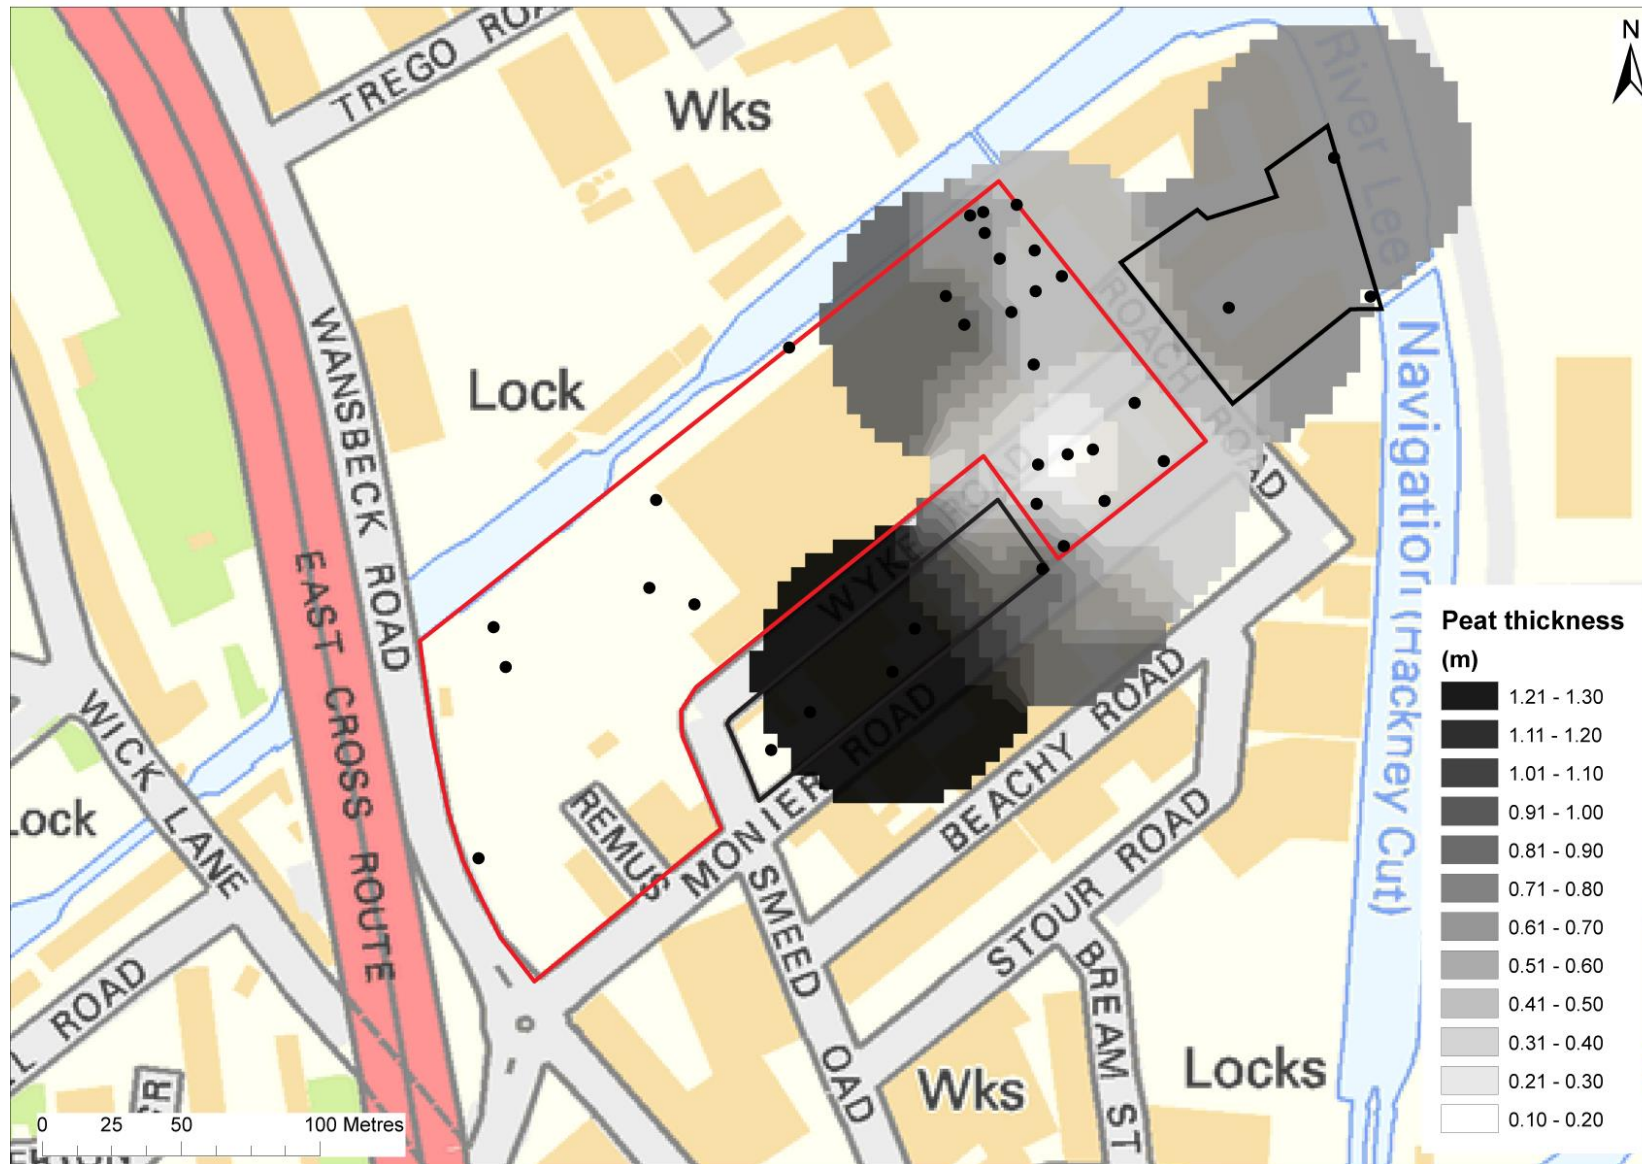 N
TREGO ROA
Wks
River Lee
ROACH ROAD
WANSBECK ROAD
Lock
Navigation (Hackney Cut)
WYKE ROAD
EAST CROSS ROUTE
Peat thickness
(m)
1.21 - 1.30
1.11 - 1.20
1.01 - 1.10
0.91 - 1.00
0.81 - 0.90
0.71 - 0.80
0.61 - 0.70
0.51 - 0.60
0.41 - 0.50
0.31 - 0.40
0.21 - 0.30
0.10 - 0.20
WICK LANE
Lock
REMUS
MONIER ROAD
BEACHY ROAD
SMEED OAD
STOUR ROAD
BREAM ST
L ROAD
Wks
Locks
0 25 50 100 Metres